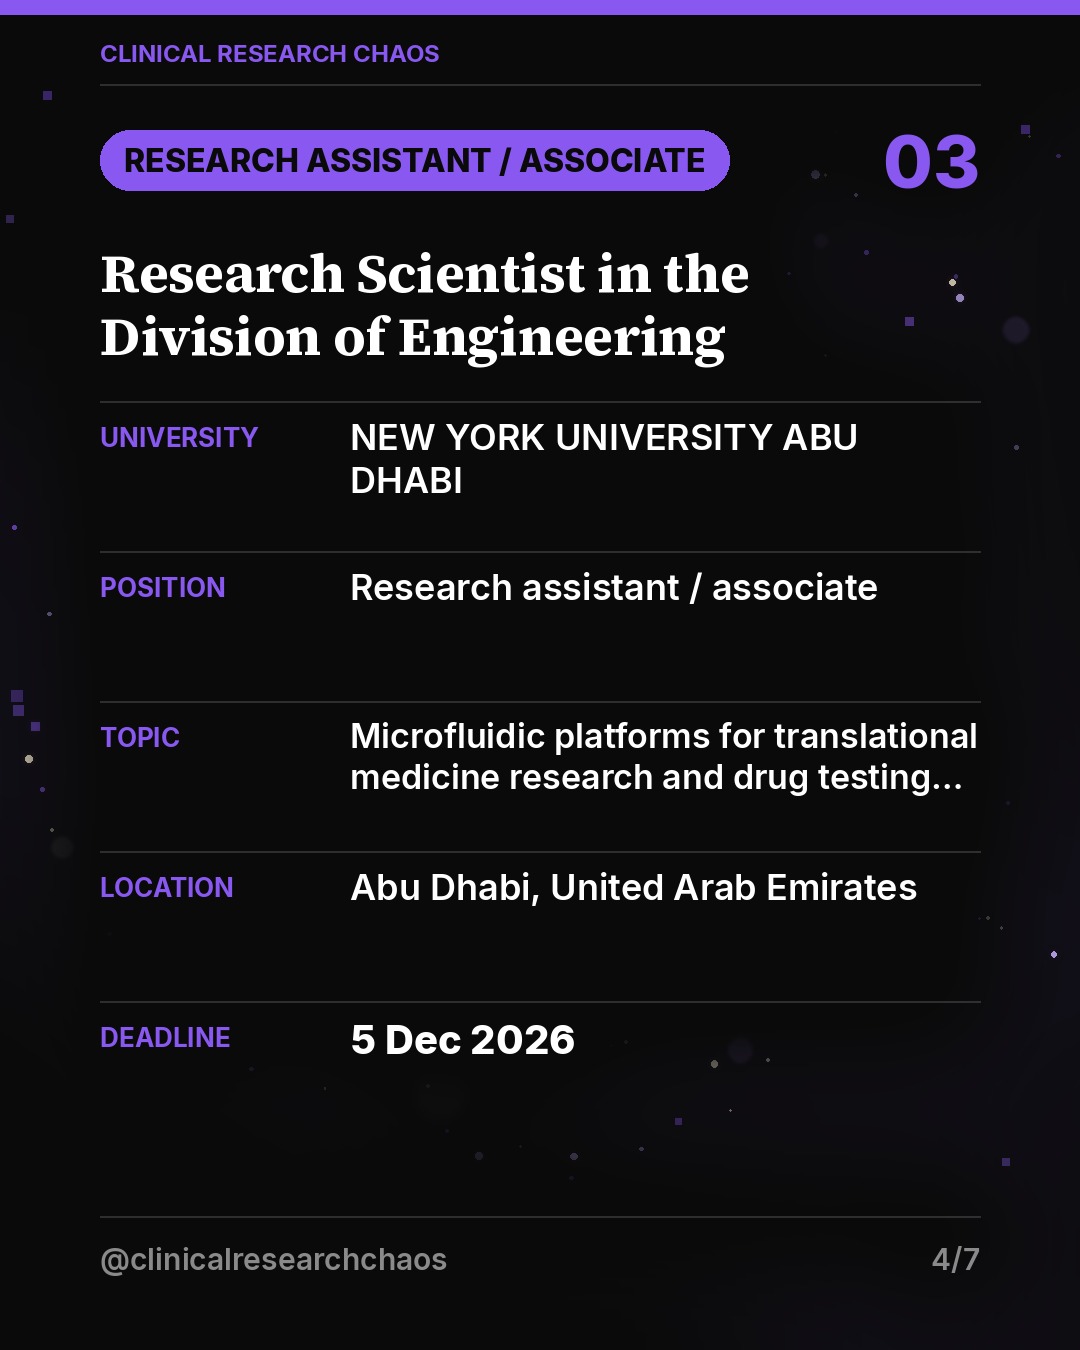 CLINICAL RESEARCH CHAOS
RESEARCH ASSISTANT / ASSOCIATE
03
Research Scientist in the
Division of Engineering
UNIVERSITY
NEW YORK UNIVERSITY ABU
DHABI
POSITION
Research assistant / associate
TOPIC
Microfluidic platforms for translational
medicine research and drug testing...
LOCATION
Abu Dhabi, United Arab Emirates
DEADLINE
5 Dec 2026
@clinicalresearchchaos
4/7